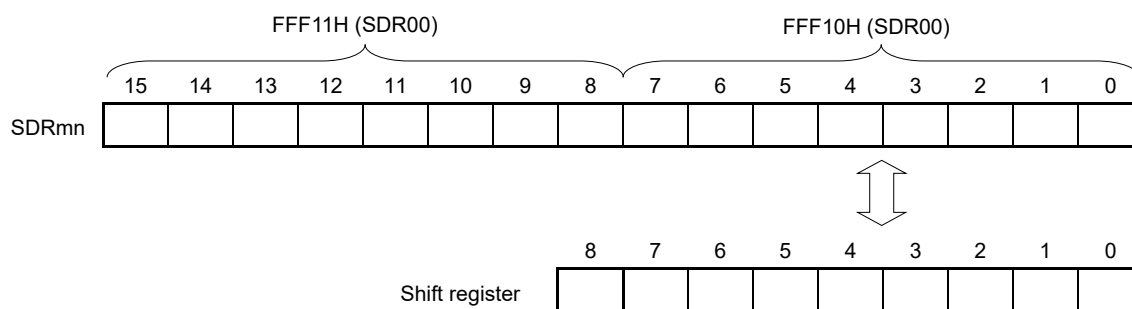 FFF11H (SDR00) FFF10H (SDR00)
15 14 13 12 11 10 9 8 7 6 5 4 3 2 1 0
SDRmn
8 7 6 5 4 3 2 1 0
Shift register